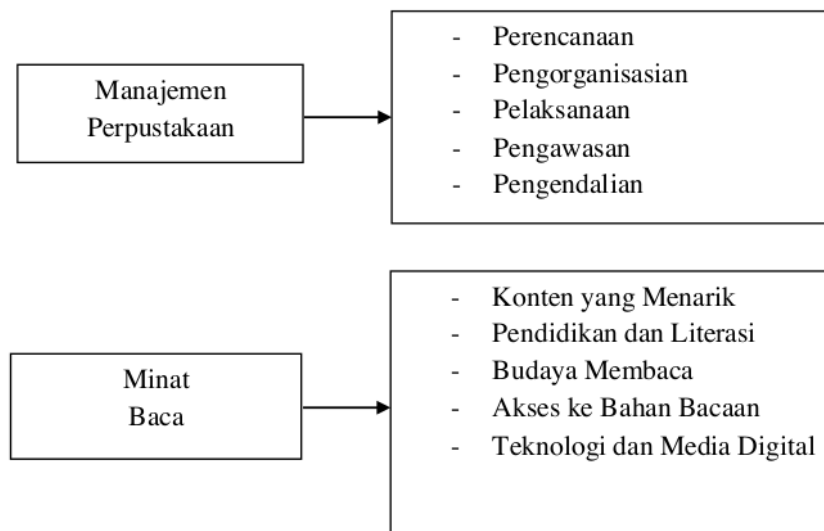 Manajemen
Perpustakaan
- Perencanaan
- Pengorganisasian
- Pelaksanaan
- Pengawasan
- Pengendalian
Minat
Baca
- Konten yang Menarik
- Pendidikan dan Literasi
- Budaya Membaca
- Akses ke Bahan Bacaan
- Teknologi dan Media Digital